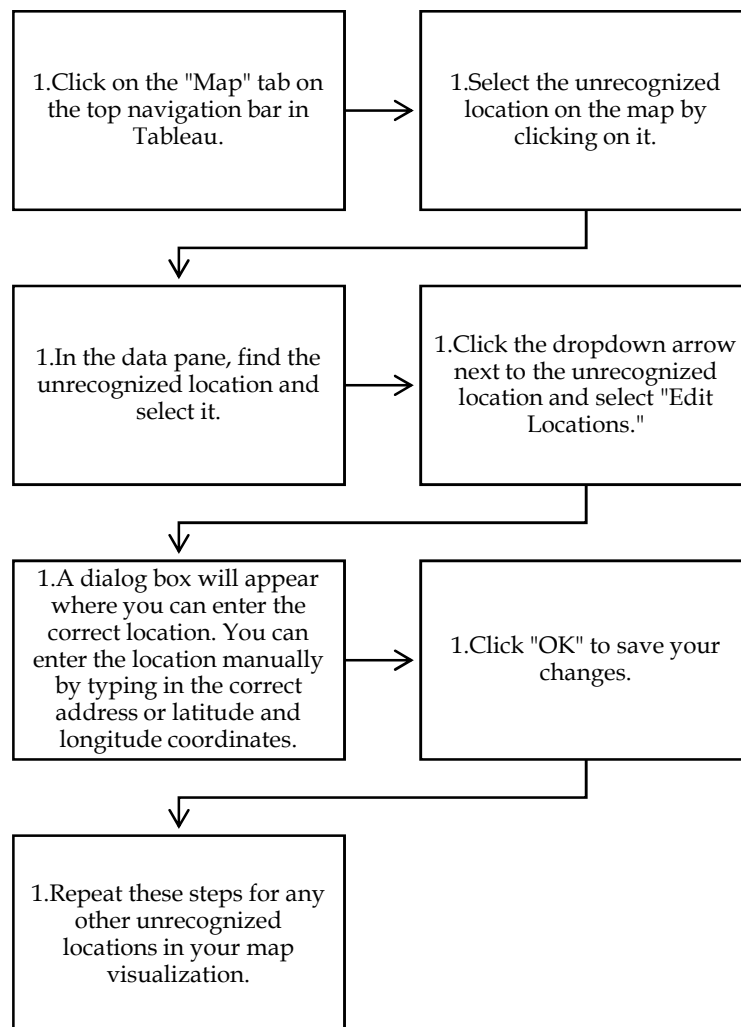 1.Click on the "Map" tab on
the top navigation bar in
Tableau.
1.Select the unrecognized
location on the map by
clicking on it.
1.In the data pane, find the
unrecognized location and
select it.
1.Click the dropdown arrow
next to the unrecognized
location and select "Edit
Locations."
1.A dialog box will appear
where you can enter the
correct location. You can
enter the location manually
by typing in the correct
address or latitude and
longitude coordinates.
1.Click "OK" to save your
changes.
1.Repeat these steps for any
other unrecognized
locations in your map
visualization.